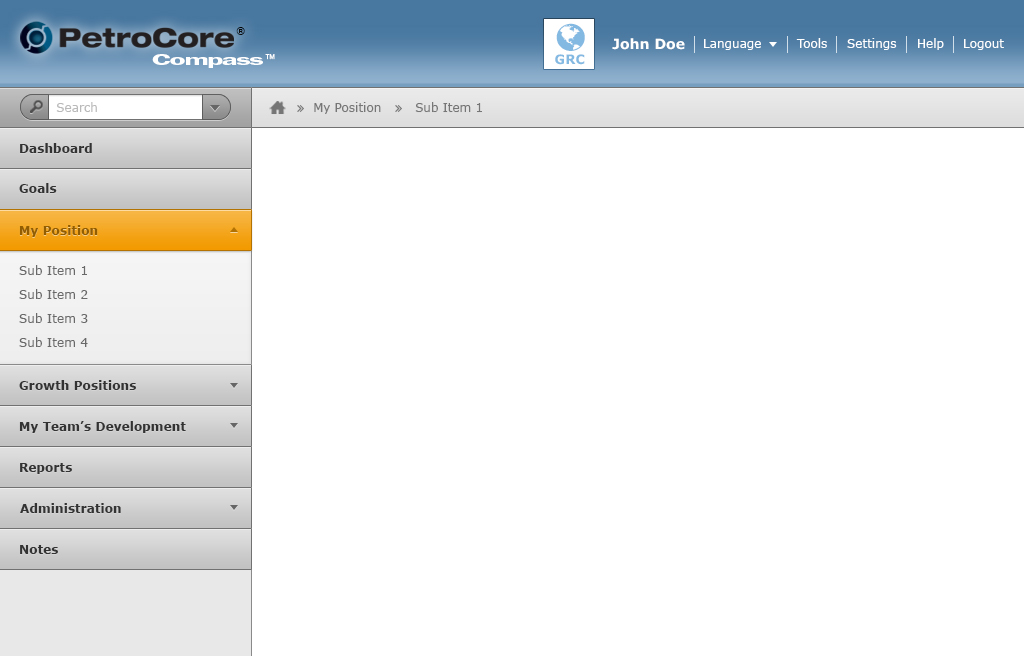 PetroCore®
Compass™
GRC
John Doe Language Tools Settings Help Logout
Search
» My Position » Sub Item 1
Dashboard
Goals
My Position
Sub Item 1
Sub Item 2
Sub Item 3
Sub Item 4
Growth Positions
My Team’s Development
Reports
Administration
Notes